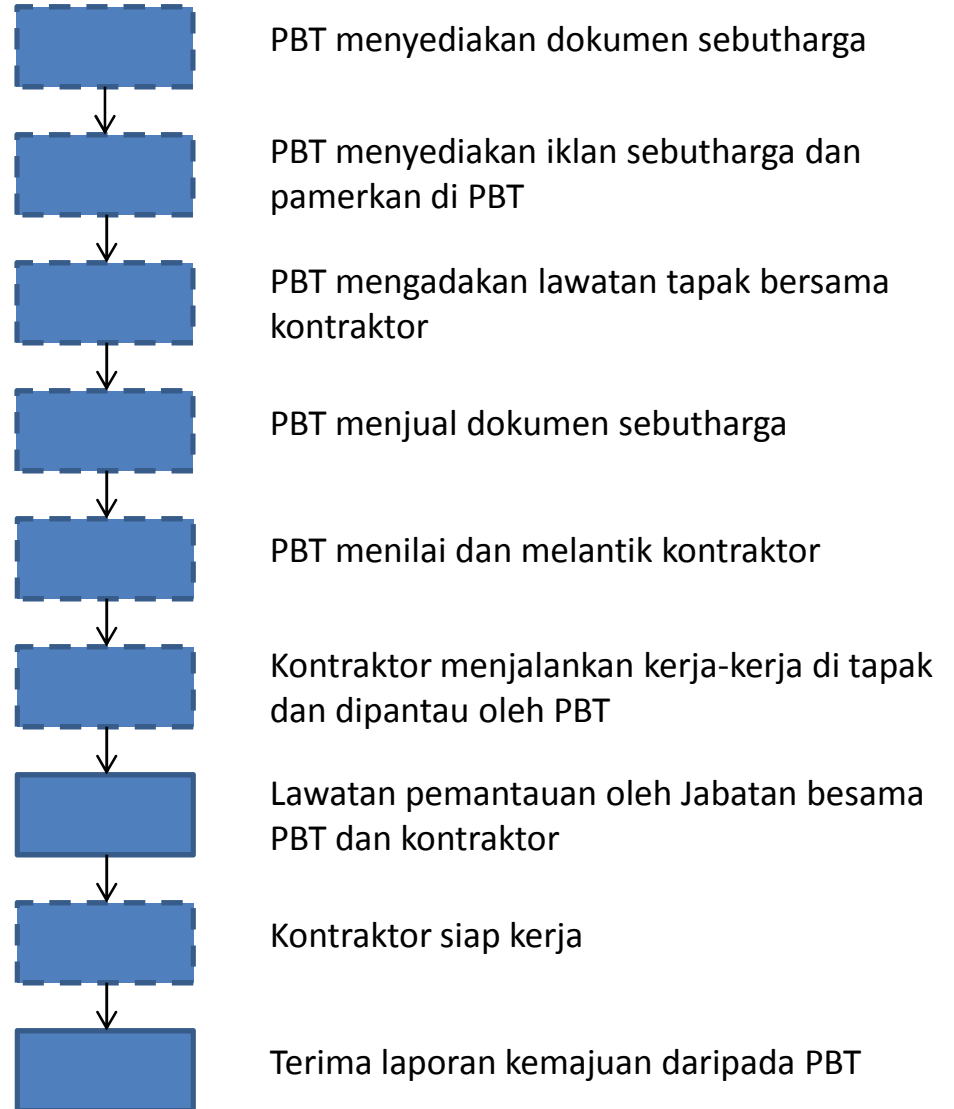 PBT menyediakan dokumen sebutharga
PBT menyediakan iklan sebutharga dan
pamerkan di PBT
PBT mengadakan lawatan tapak bersama
kontraktor
PBT menjual dokumen sebutharga
PBT menilai dan melantik kontraktor
Kontraktor menjalankan kerja-kerja di tapak
dan dipantau oleh PBT
Lawatan pemantauan oleh Jabatan besama
PBT dan kontraktor
Kontraktor siap kerja
Terima laporan kemajuan daripada PBT